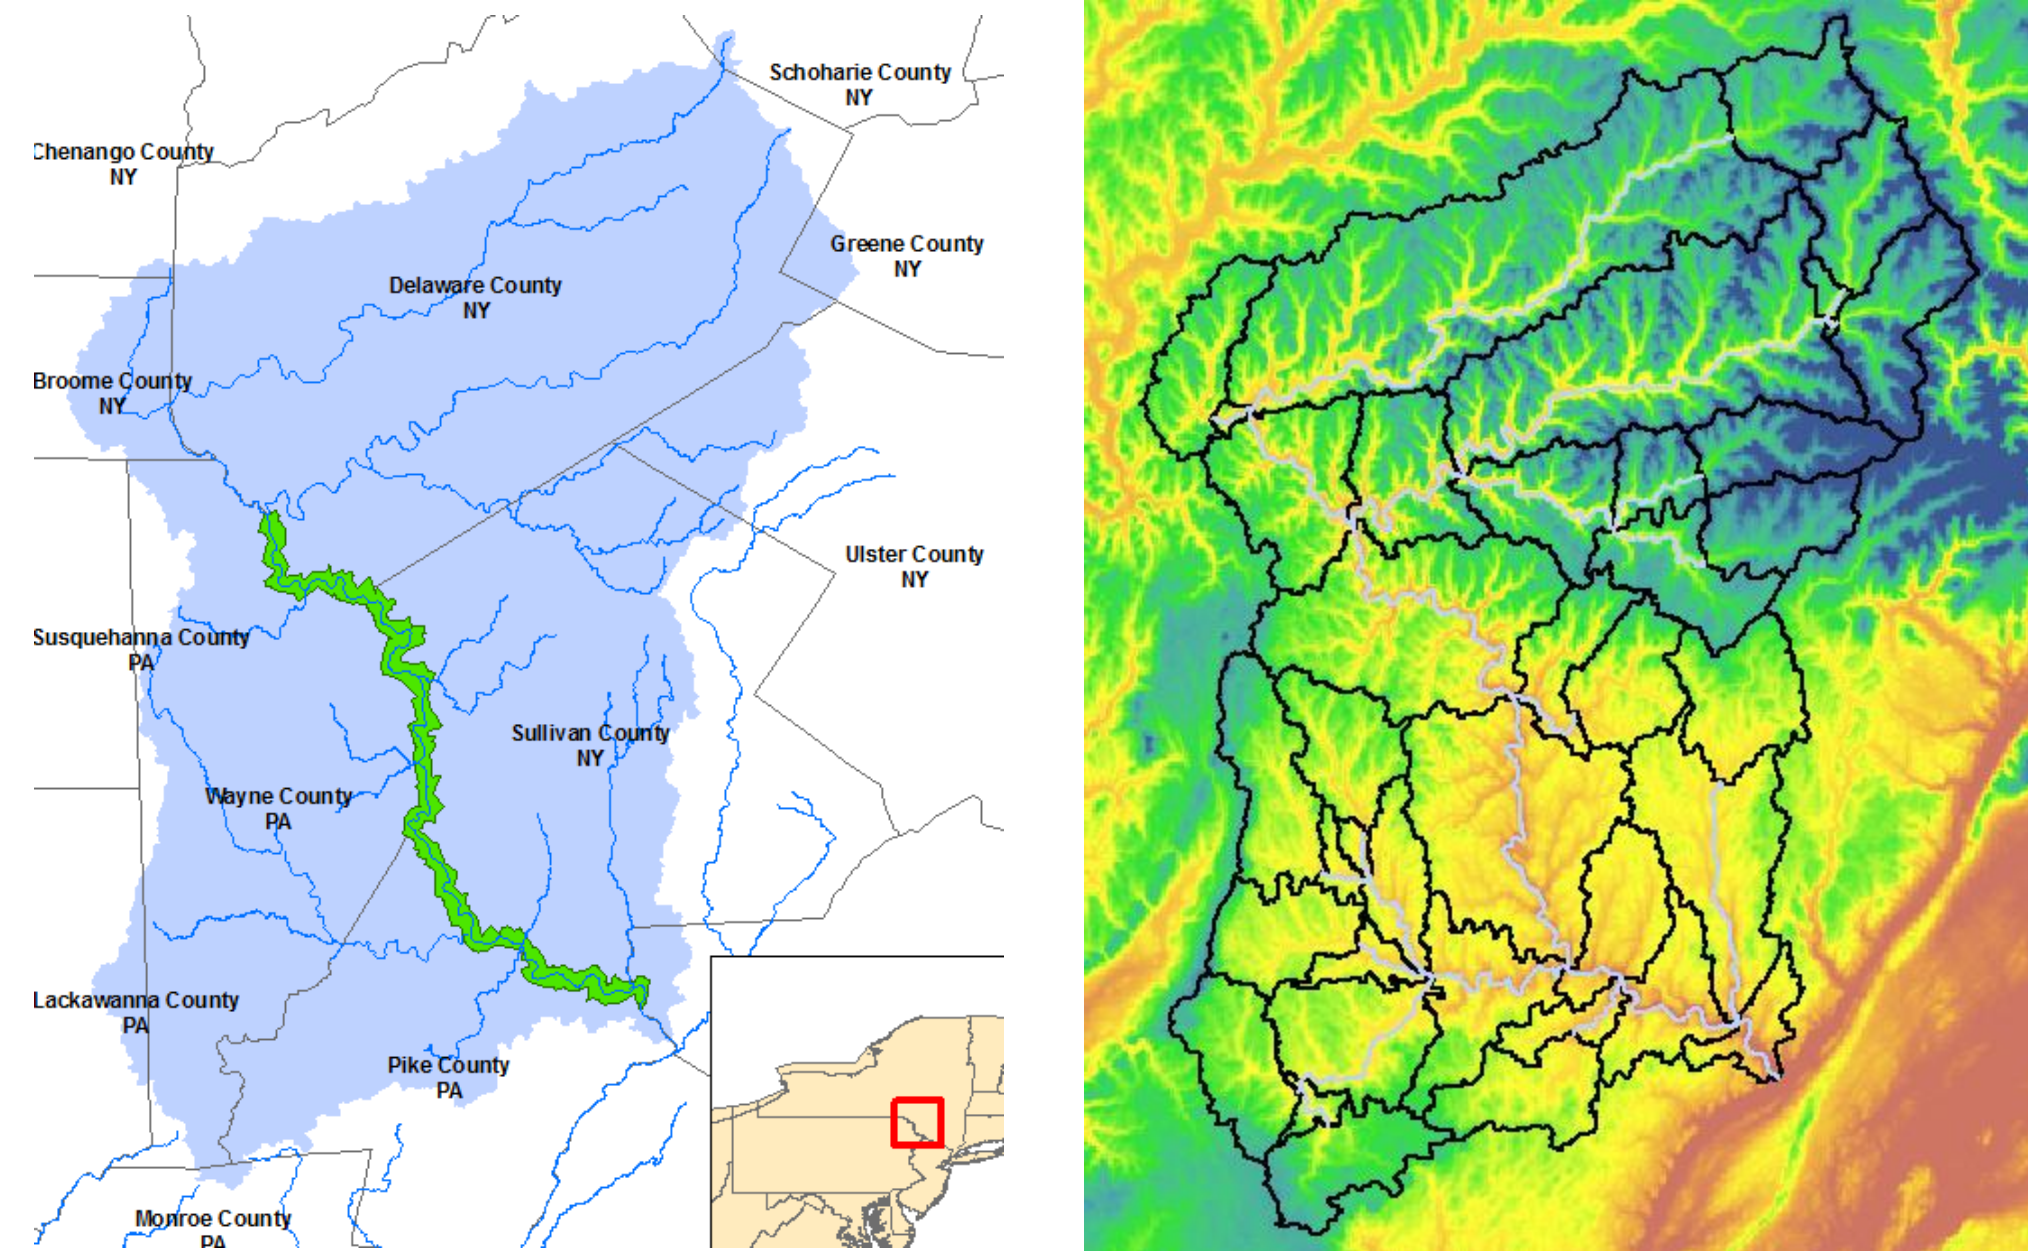 Schoharie County
NY
Chenango County
NY
Greene County
NY
Delaware County
NY
Broome County
NY
Ulster County
NY
Susquehanna County
PA
Sullivan County
NY
Wayne County
PA
Lackawanna County
PA
Pike County
PA
Monroe County
PA